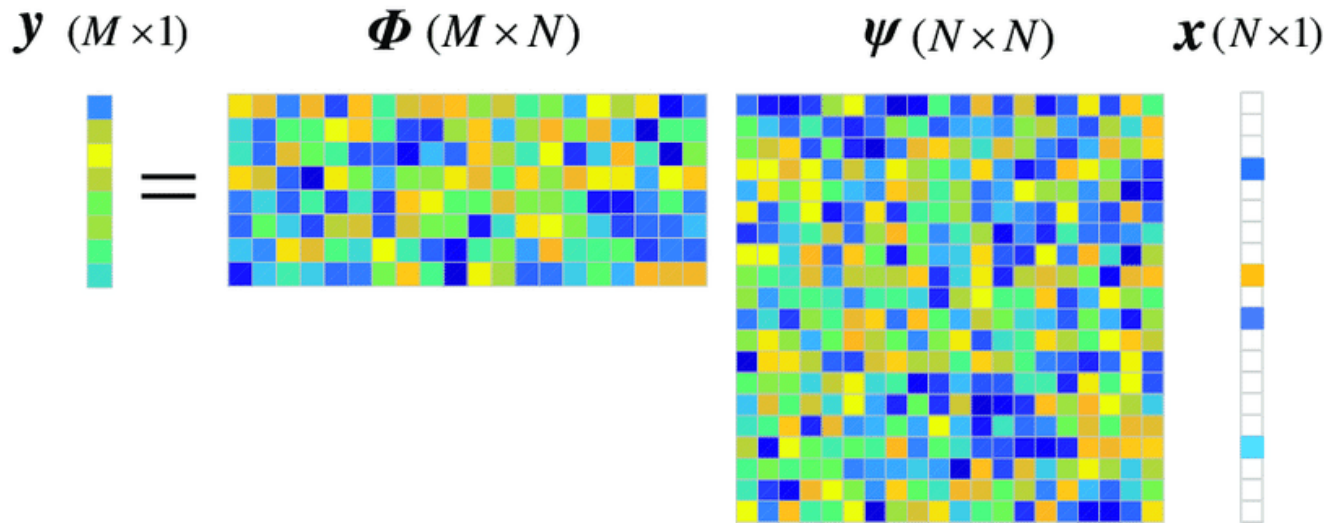 y (M×1) Φ (M×N) ψ (N×N) x (N×1)
=